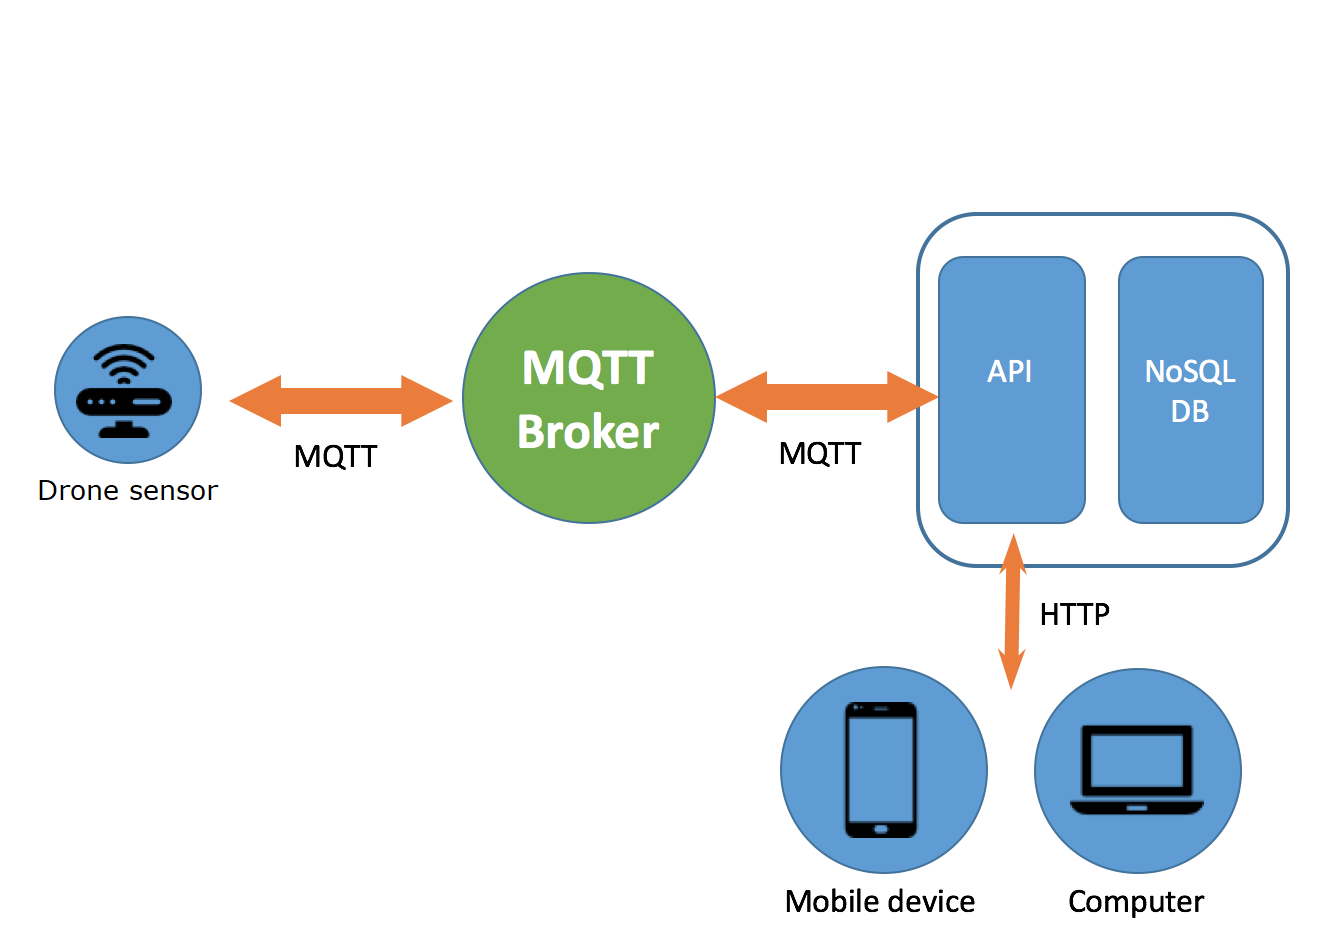 MQTT
Broker
API
NoSQL
DB
MQTT
MQTT
Drone sensor
HTTP
Mobile device
Computer